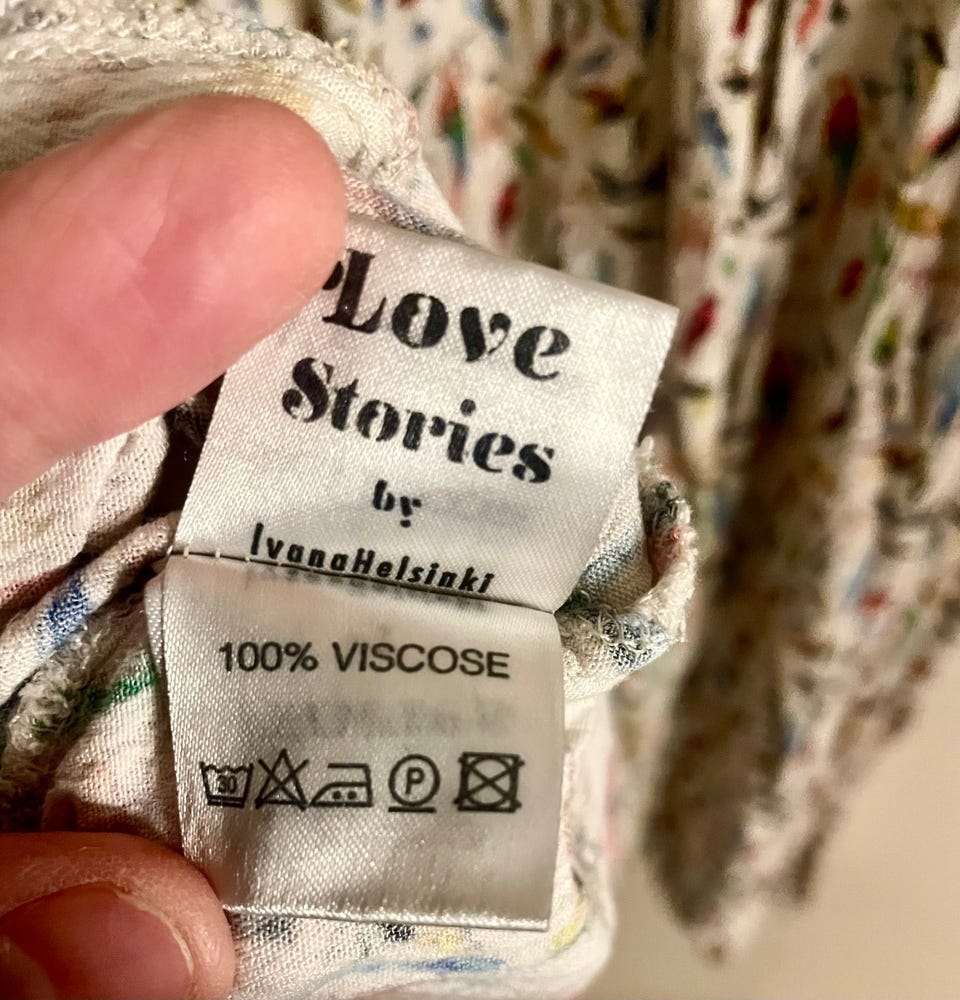 Love
Stories
by
IvanaHelsinki
100% VISCOSE
30
P